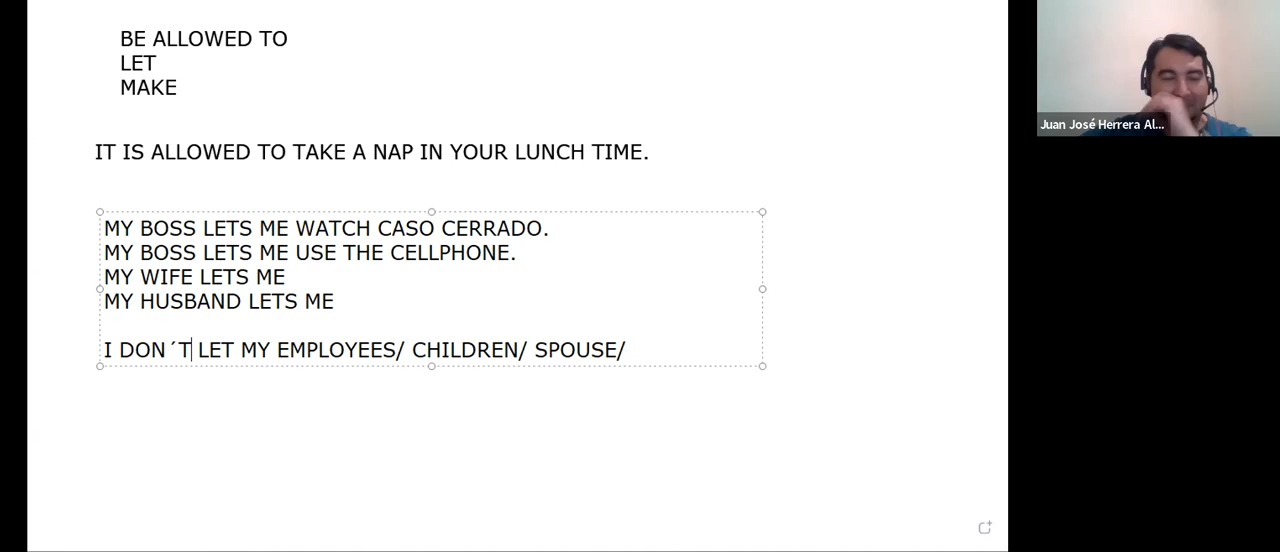 BE ALLOWED TO
LET
MAKE
IT IS ALLOWED TO TAKE A NAP IN YOUR LUNCH TIME.
MY BOSS LETS ME WATCH CASO CERRADO.
MY BOSS LETS ME USE THE CELLPHONE.
MY WIFE LETS ME
MY HUSBAND LETS ME
I DON´T LET MY EMPLOYEES/ CHILDREN/ SPOUSE/
Juan José Herrera Al...